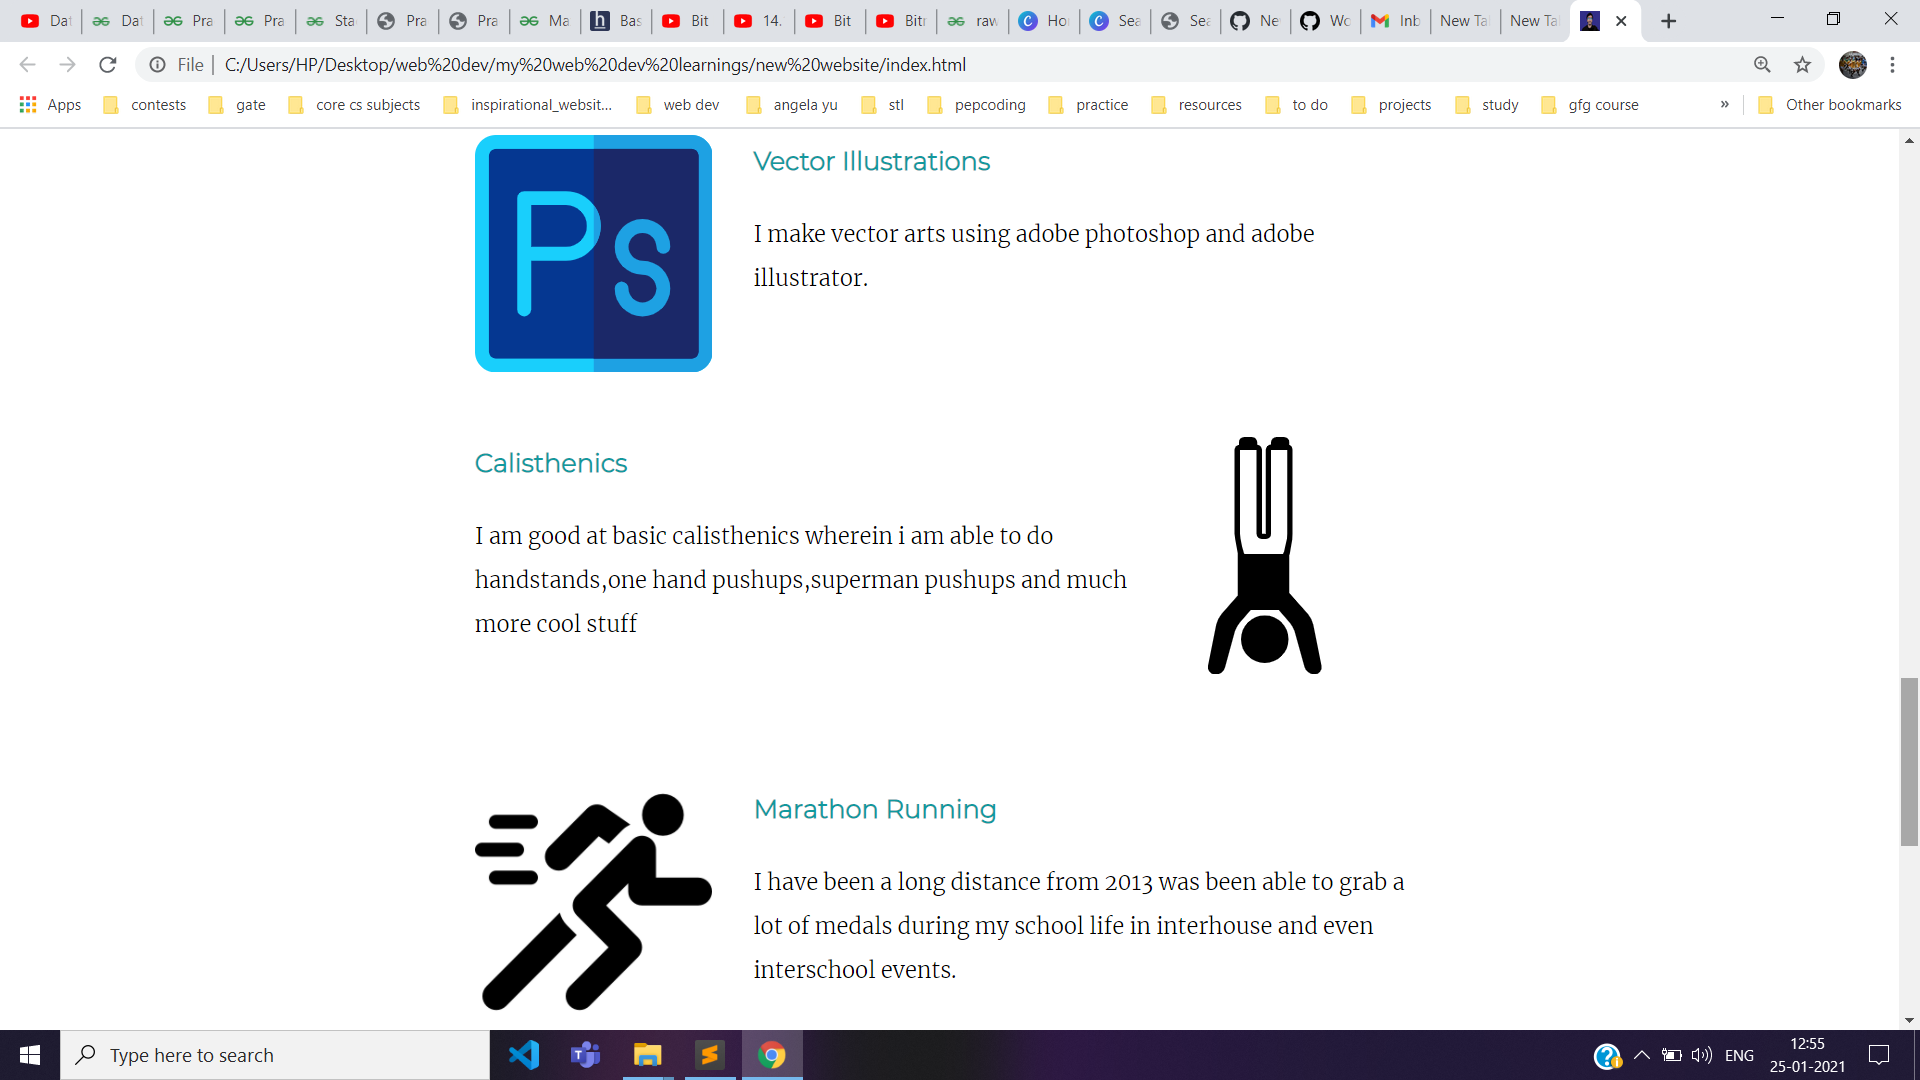 Dat Dat Pra Pra Sta Pra Pra Ma Bas Bit 14. Bit Bitr raw Ho Sea Sea Ne Wo Inb New Ta New Ta
File | C:/Users/HP/Desktop/web%20dev/my%20web%20dev%20learnings/new%20website/index.html
Apps contests gate core cs subjects inspirational_websit... web dev angela yu stl pepcoding practice resources to do projects study gfg course » Other bookmarks
Ps
Vector Illustrations
I make vector arts using adobe photoshop and adobe
illustrator.
Calisthenics
I am good at basic calisthenics wherein i am able to do
handstands,one hand pushups,superman pushups and much
more cool stuff
Marathon Running
I have been a long distance from 2013 was been able to grab a
lot of medals during my school life in interhouse and even
interschool events.
Type here to search
ENG
12:55
25-01-2021